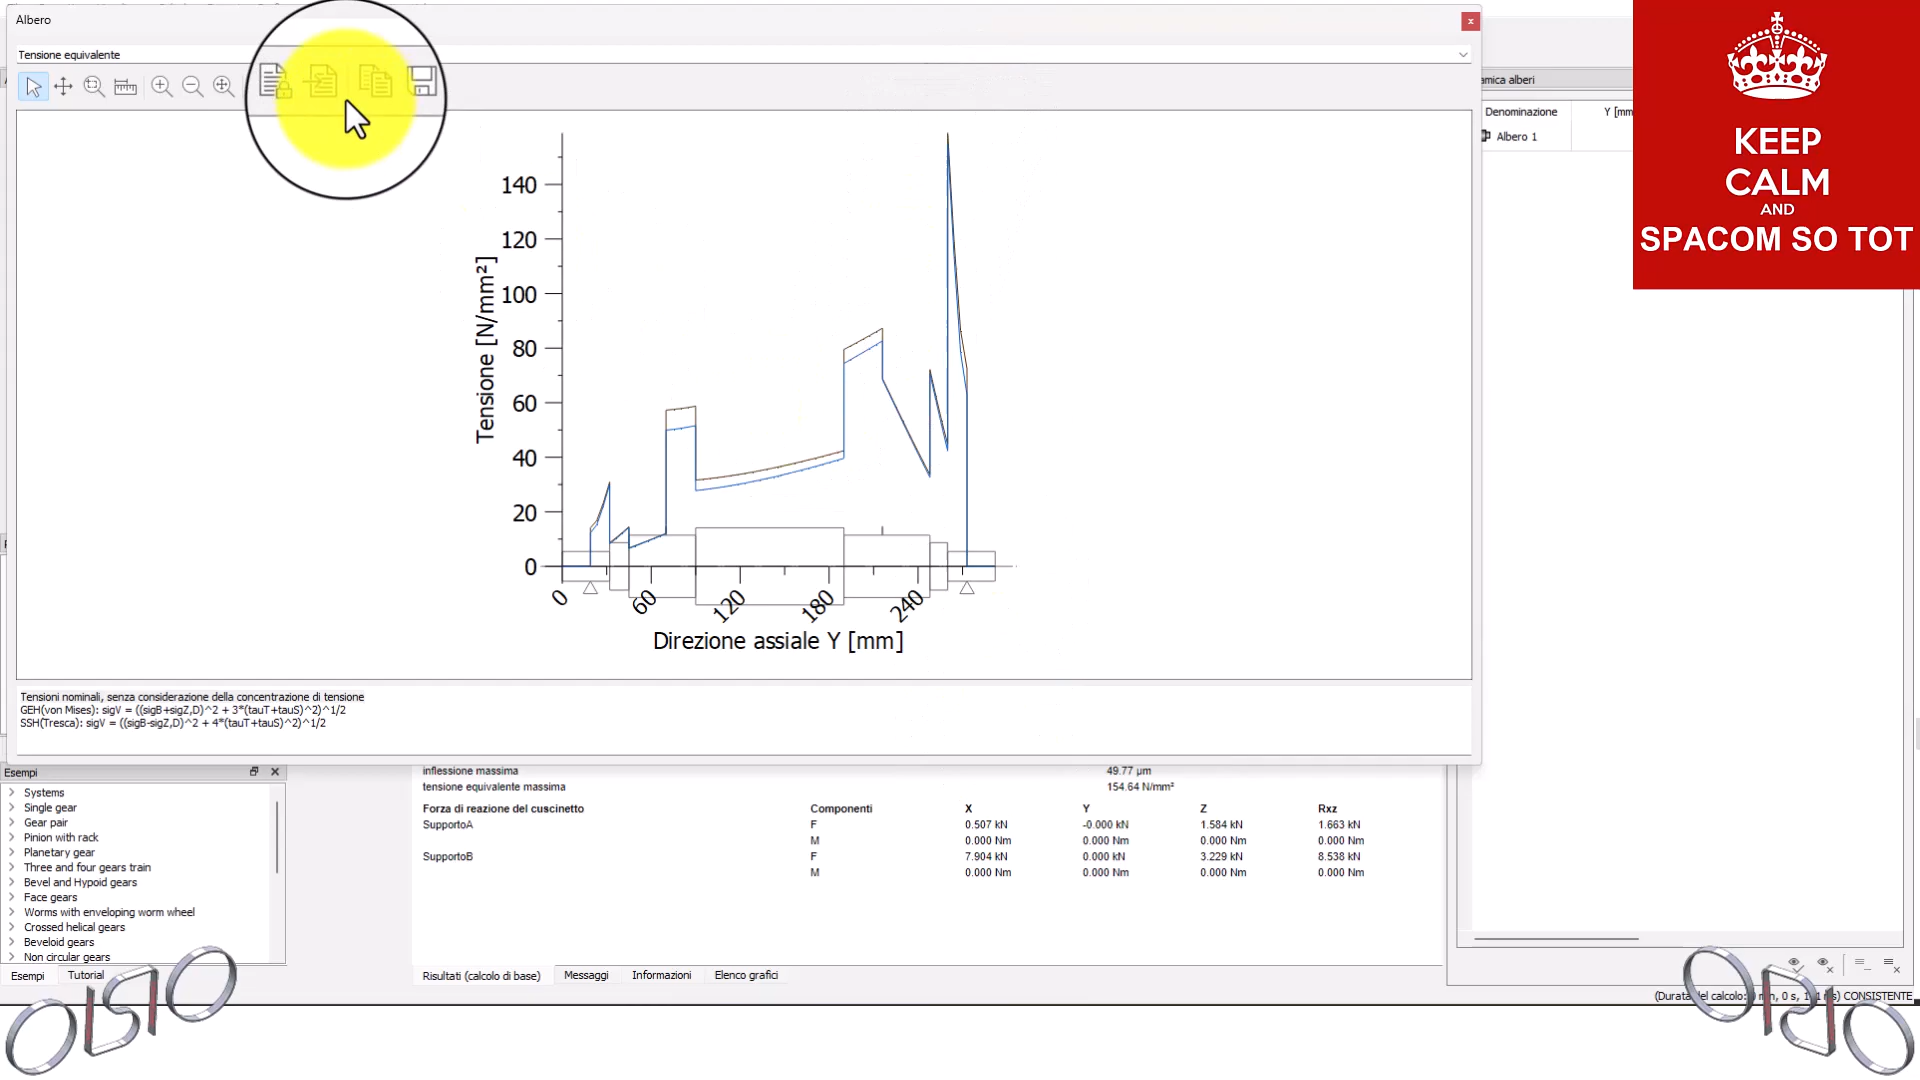 Albero
Tensione equivalente
140
120
100
80
60
40
20
0
Tensione [N/mm²]
0
60
120
180
240
Direzione assiale Y [mm]
Tensioni nominali, senza considerazione della concentrazione di tensione
GEH(von Mises): sigV = ((sigB+sigZ,D)^2 + 3*(tauT+tauS)^2)^1/2
SSH(Tresca): sigV = ((sigB-sigZ,D)^2 + 4*(tauT+tauS)^2)^1/2
amica alberi
Denominazione Y [mm
Albero 1
KEEP
CALM
AND
SPACOM SO TOT
Esempi
Systems
Single gear
Gear pair
Pinion with rack
Planetary gear
Three and four gears train
Bevel and Hypoid gears
Face gears
Worms with enveloping worm wheel
Crossed helical gears
Beveloid gears
Non circular gears
Esempi Tutorial
inflessione massima 49.77 µm
tensione equivalente massima 154.64 N/mm²
Forza di reazione del cuscinetto Componenti X Y Z Rxz
SupportoA F 0.507 kN -0.000 kN 1.584 kN 1.663 kN
M 0.000 Nm 0.000 Nm 0.000 Nm 0.000 Nm
SupportoB F 7.904 kN 0.000 kN 3.229 kN 8.538 kN
M 0.000 Nm 0.000 Nm 0.000 Nm 0.000 Nm
Risultati (calcolo di base) Messaggi Informazioni Elenco grafici
(Durata del calcolo: min, 0 s, ms) CONSISTENTE